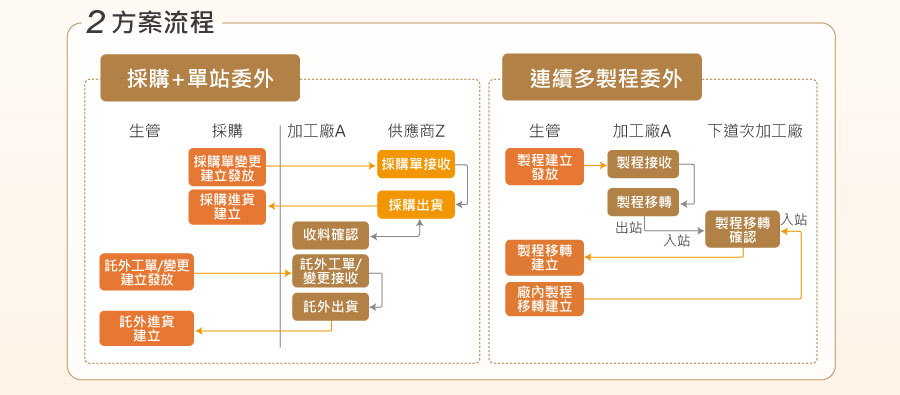 2 方案流程
採購+單站委外
生管
採購
加工廠A
供應商Z
採購單變更
建立發放
採購單接收
採購進貨
建立
採購出貨
收料確認
託外工單/變更
建立發放
託外工單/
變更接收
託外出貨
託外進貨
建立
連續多製程委外
生管
加工廠A
下道次加工廠
製程建立
發放
製程接收
製程移轉
出站
入站
製程移轉
確認
入站
製程移轉
建立
廠內製程
移轉建立